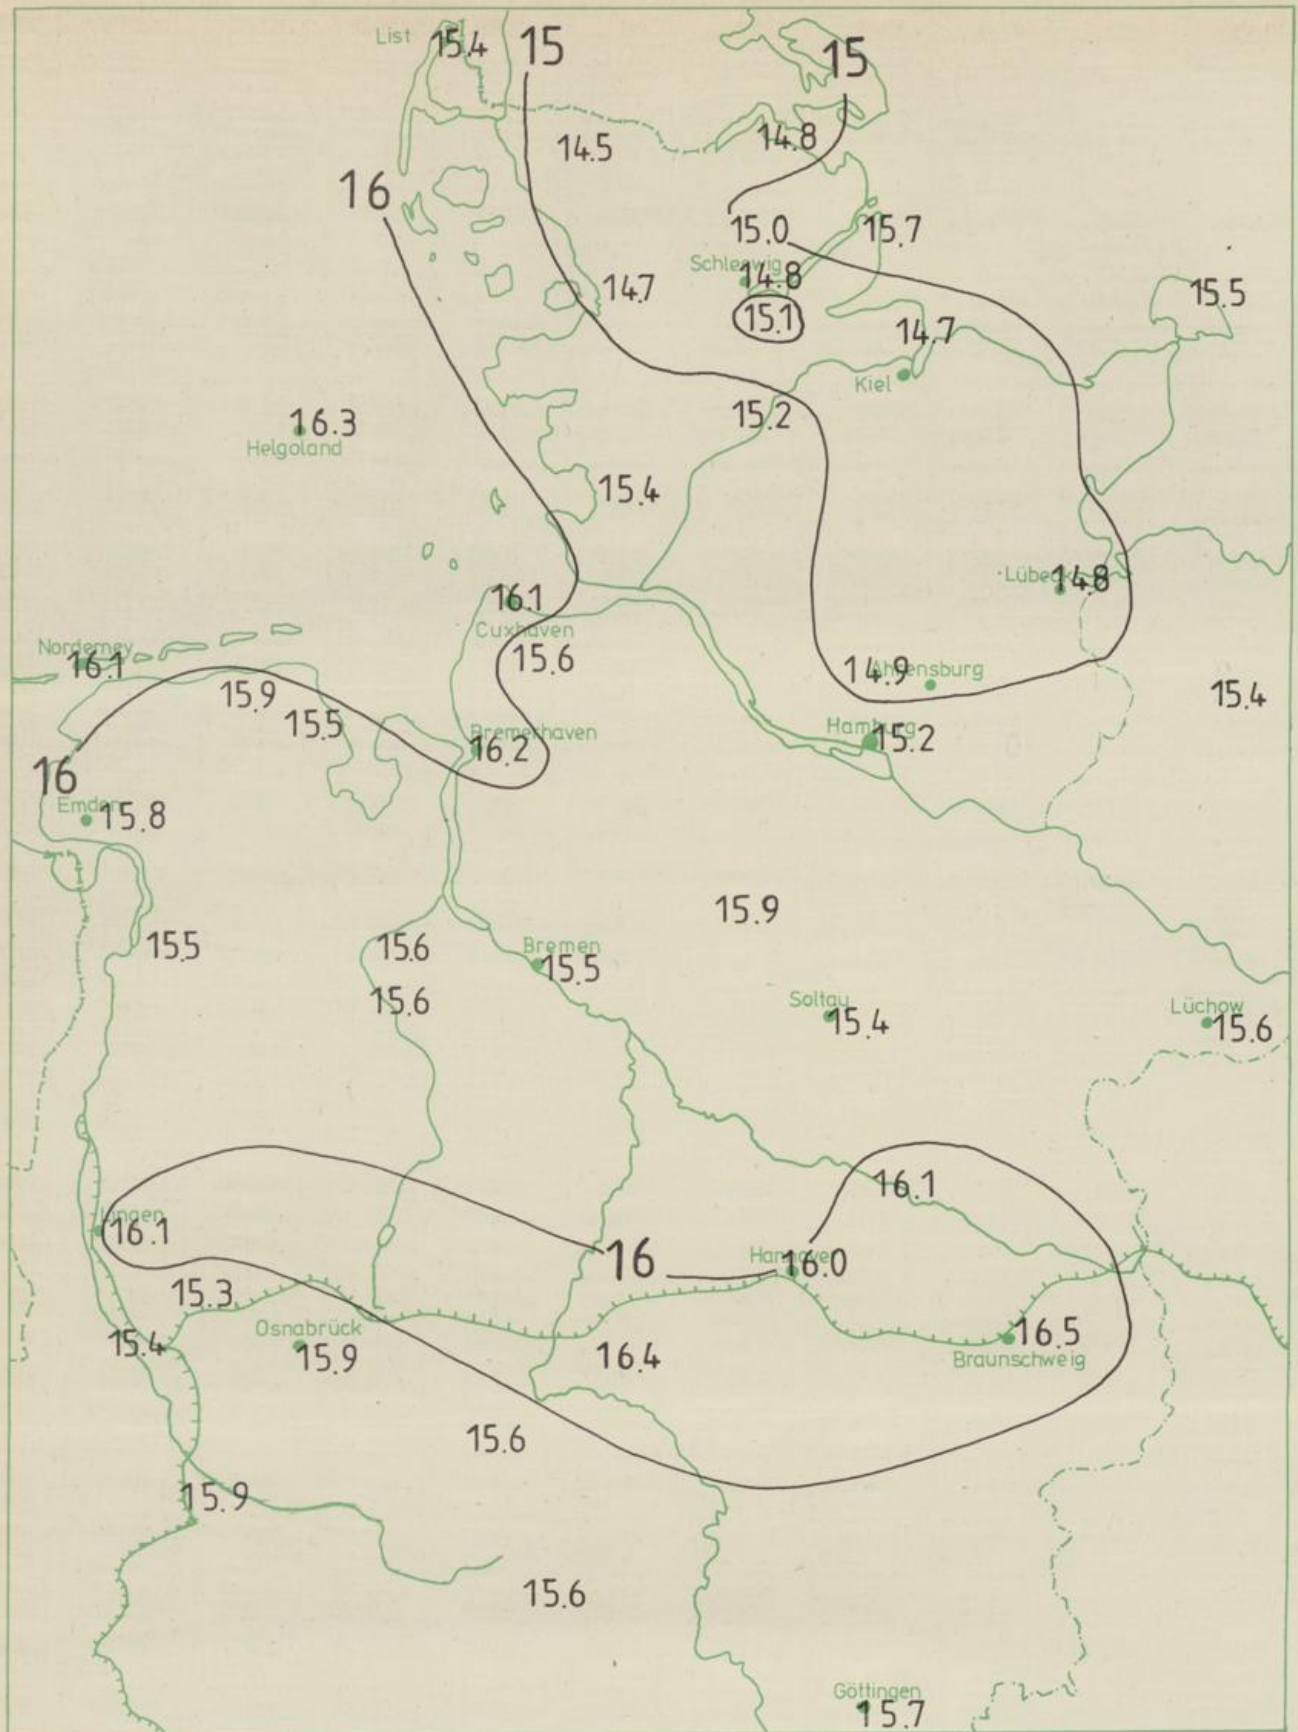 List
15.4
15
15
14.5
14.8
16
15.0
15.7
Schleswig
14.8
14.7
15.1
15.5
14.7
Kiel
15.2
16.3
Helgoland
15.4
Lübeck
14.8
16.1
Cuxhaven
Norderney
16.1
15.6
15.9
14.9
Ahrensburg
15.4
15.5
Bremerhaven
16.2
Hamburg
15.2
16
Emden
15.8
15.9
15.5
15.6
Bremen
15.5
15.6
Soltau
15.4
Lüchow
15.6
16.1
Lingen
16.1
16
Hannover
16.0
15.3
Osnabrück
15.4
15.9
16.4
16.5
Braunschweig
15.6
15.9
15.6
Göttingen
15.7